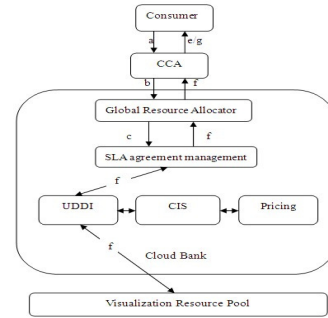 Consumer
a
e/g
CCA
b
f
Global Resource Allocator
c
f
SLA agreement management
f
UDDI
CIS
Pricing
f
Cloud Bank
Visualization Resource Pool